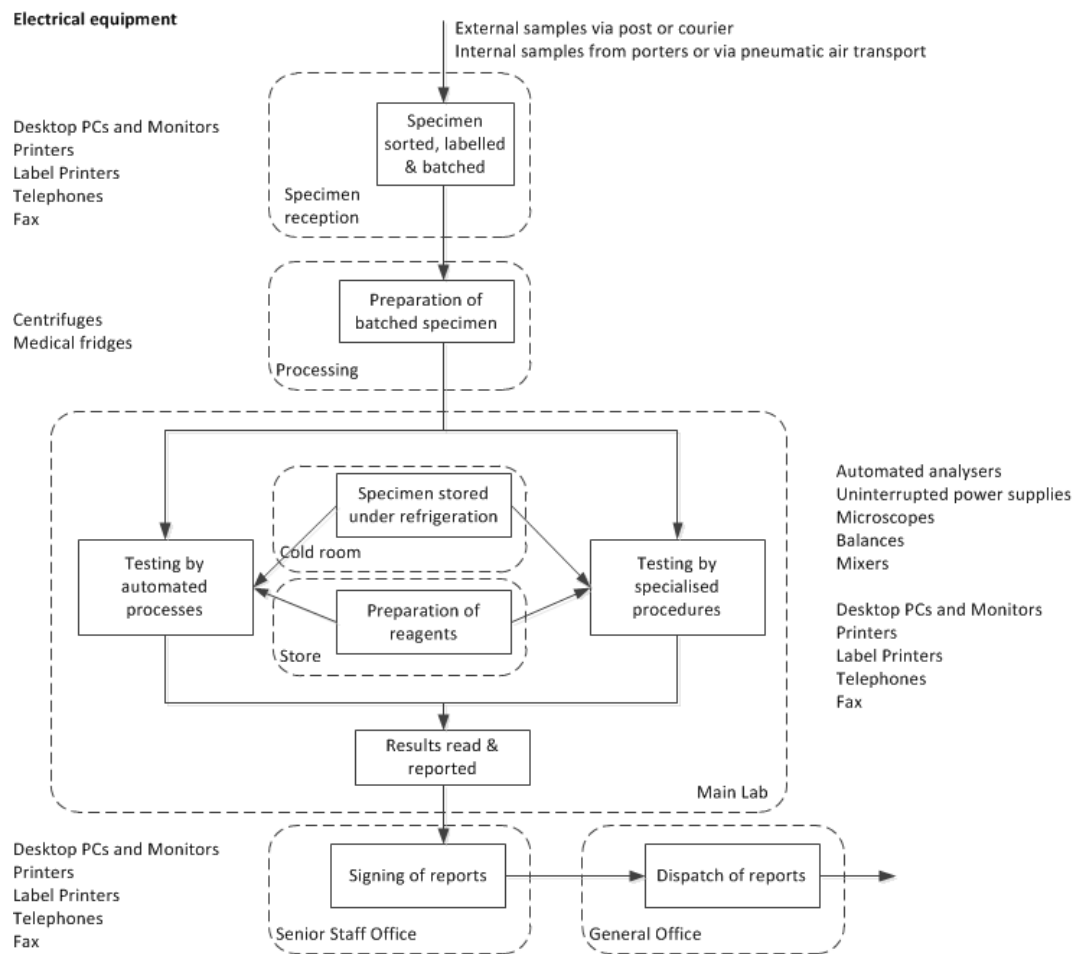 Electrical equipment
External samples via post or courier
Internal samples from porters or via pneumatic air transport
Desktop PCs and Monitors
Printers
Label Printers
Telephones
Fax
Specimen
sorted, labelled
& batched
Specimen
reception
Centrifuges
Medical fridges
Preparation of
batched specimen
Processing
Specimen stored
under refrigeration
Cold room
Testing by
automated
processes
Testing by
specialised
procedures
Preparation of
reagents
Store
Automated analysers
Uninterrupted power supplies
Microscopes
Balances
Mixers
Desktop PCs and Monitors
Printers
Label Printers
Telephones
Fax
Results read &
reported
Main Lab
Desktop PCs and Monitors
Printers
Label Printers
Telephones
Fax
Signing of reports
Senior Staff Office
Dispatch of reports
General Office